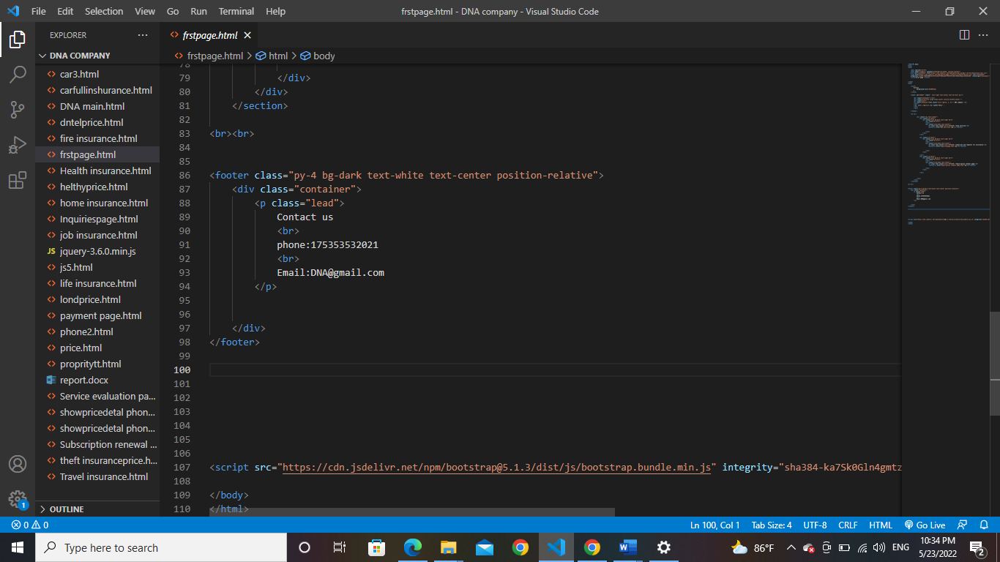 File Edit Selection View Go Run Terminal Help
frstpage.html - DNA company - Visual Studio Code
EXPLORER
DNA COMPANY
car3.html
carfullinshurance.html
DNA main.html
dntelprice.html
fire insurance.html
frstpage.html
Health insurance.html
helthyprice.html
home insurance.html
Inquiriespage.html
job insurance.html
JS jquery-3.6.0.min.js
js5.html
life insurance.html
londprice.html
payment page.html
phone2.html
price.html
propritytt.html
report.docx
Service evaluation pa...
showpricedetal phon...
showpricedetal phon...
Subscription renewal ...
theft insuranceprice.h...
Travel insurance.html
OUTLINE
frstpage.html
frstpage.html > html > body
78
79 </div>
80 </div>
81 </section>
82
83 <br><br>
84
85
86 <footer class="py-4 bg-dark text-white text-center position-relative">
87 <div class="container">
88 <p class="lead">
89 Contact us
90 <br>
91 phone:175353532021
92 <br>
93 Email:DNA@gmail.com
94 </p>
95
96
97 </div>
98 </footer>
99
100
101
102
103
104
105
106
107 <script src="https://cdn.jsdelivr.net/npm/bootstrap@5.1.3/dist/js/bootstrap.bundle.min.js" integrity="sha384-ka7Sk0Gln4gmtz
108
109 </body>
110 </html>
1
0 0 Ln 100, Col 1 Tab Size: 4 UTF-8 CRLF HTML Go Live
Type here to search
86°F ENG
10:34 PM
5/23/2022
2